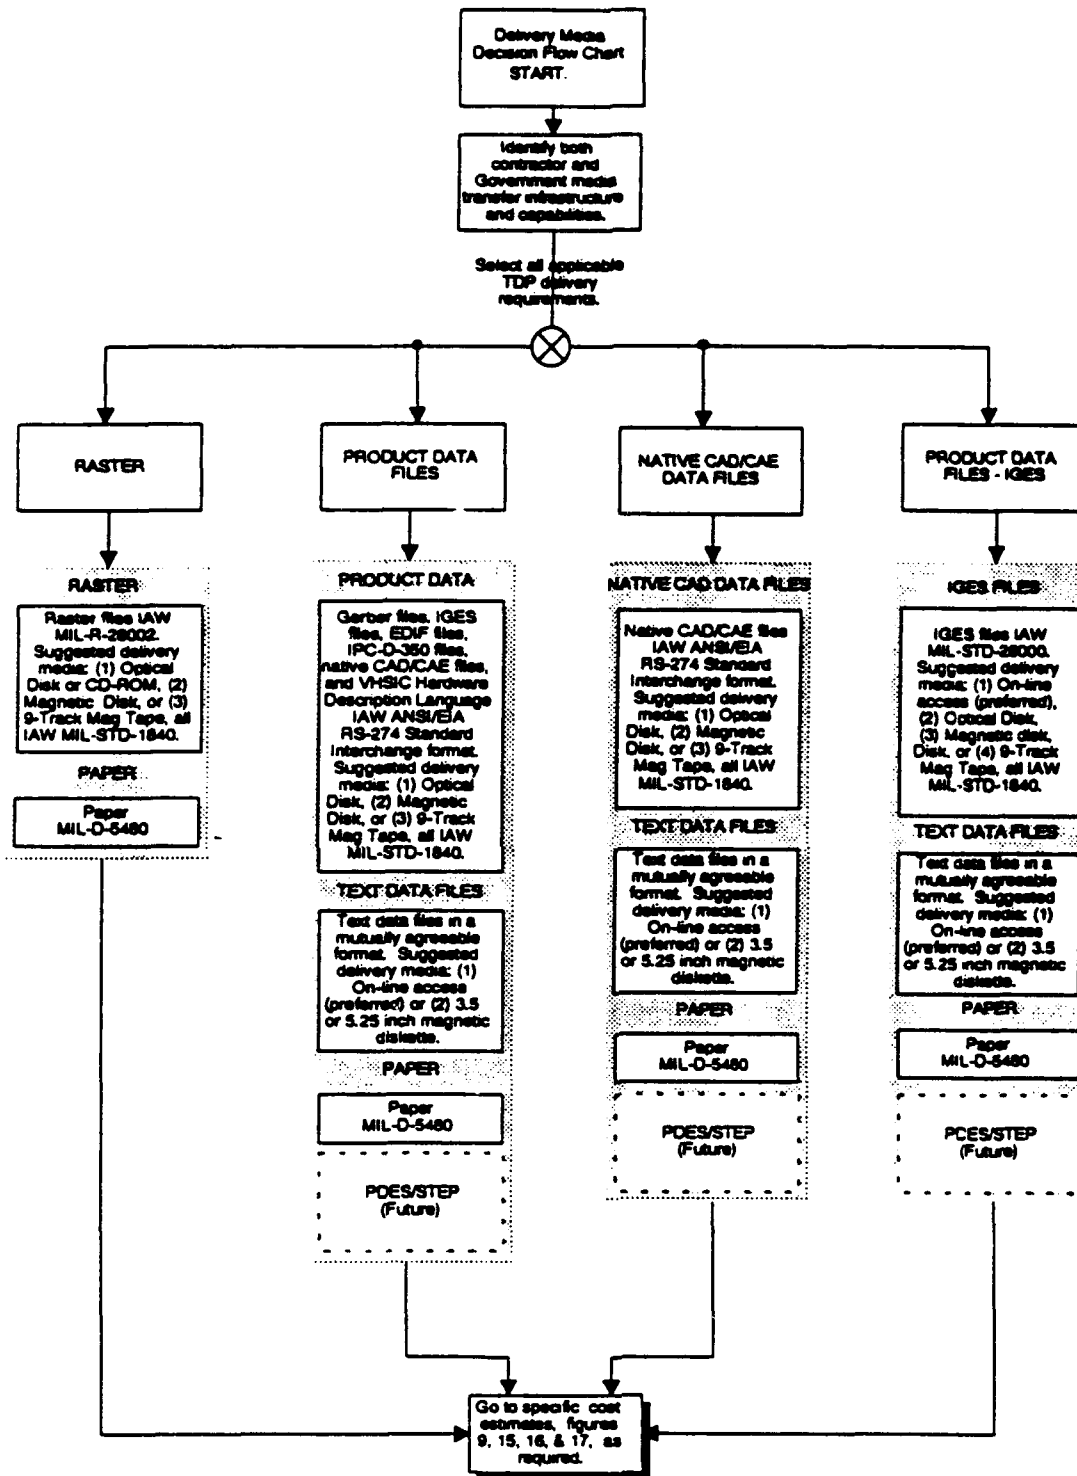 Delivery Media
Decision Flow Chart
START.
Identify both
contractor and
Government media
transfer infrastructure
and capabilities.
Select all applicable
TDP delivery
requirements.
RASTER
PRODUCT DATA
FILES
NATIVE CAD/CAE
DATA FILES
PRODUCT DATA
FILES - IGES
RASTER
Raster files IAW
MIL-R-28002.
Suggested delivery
media: (1) Optical
Disk or CD-ROM, (2)
Magnetic Disk, or (3)
9-Track Mag Tape, all
IAW MIL-STD-1840.
PAPER
Paper
MIL-D-5480
PRODUCT DATA
Gerber files, IGES
files, EDIF files,
IPC-D-350 files,
native CAD/CAE files,
and VHSIC Hardware
Description Language
IAW ANSI/EIA
RS-274 Standard
Interchange format.
Suggested delivery
media: (1) Optical
Disk, (2) Magnetic
Disk, or (3) 9-Track
Mag Tape, all IAW
MIL-STD-1840.
TEXT DATA FILES
Text data files in a
mutually agreeable
format. Suggested
delivery media: (1)
On-line access
(preferred) or (2) 3.5
or 5.25 inch magnetic
diskette.
PAPER
Paper
MIL-D-5480
PDES/STEP
(Future)
NATIVE CAD DATA FILES
Native CAD/CAE files
IAW ANSI/EIA
RS-274 Standard
Interchange format.
Suggested delivery
media: (1) Optical
Disk, (2) Magnetic
Disk, or (3) 9-Track
Mag Tape, all IAW
MIL-STD-1840.
TEXT DATA FILES
Text data files in a
mutually agreeable
format. Suggested
delivery media: (1)
On-line access
(preferred) or (2) 3.5
or 5.25 inch magnetic
diskette.
PAPER
Paper
MIL-D-5480
PDES/STEP
(Future)
IGES FILES
IGES files IAW
MIL-STD-28000.
Suggested delivery
media: (1) On-line
access (preferred),
(2) Optical Disk,
(3) Magnetic disk,
Disk, or (4) 9-Track
Mag Tape, all IAW
MIL-STD-1840.
TEXT DATA FILES
Text data files in a
mutually agreeable
format. Suggested
delivery media: (1)
On-line access
(preferred) or (2) 3.5
or 5.25 inch magnetic
diskette.
PAPER
Paper
MIL-D-5480
PDES/STEP
(Future)
Go to specific cost
estimates, figures
9, 15, 16, & 17, as
required.